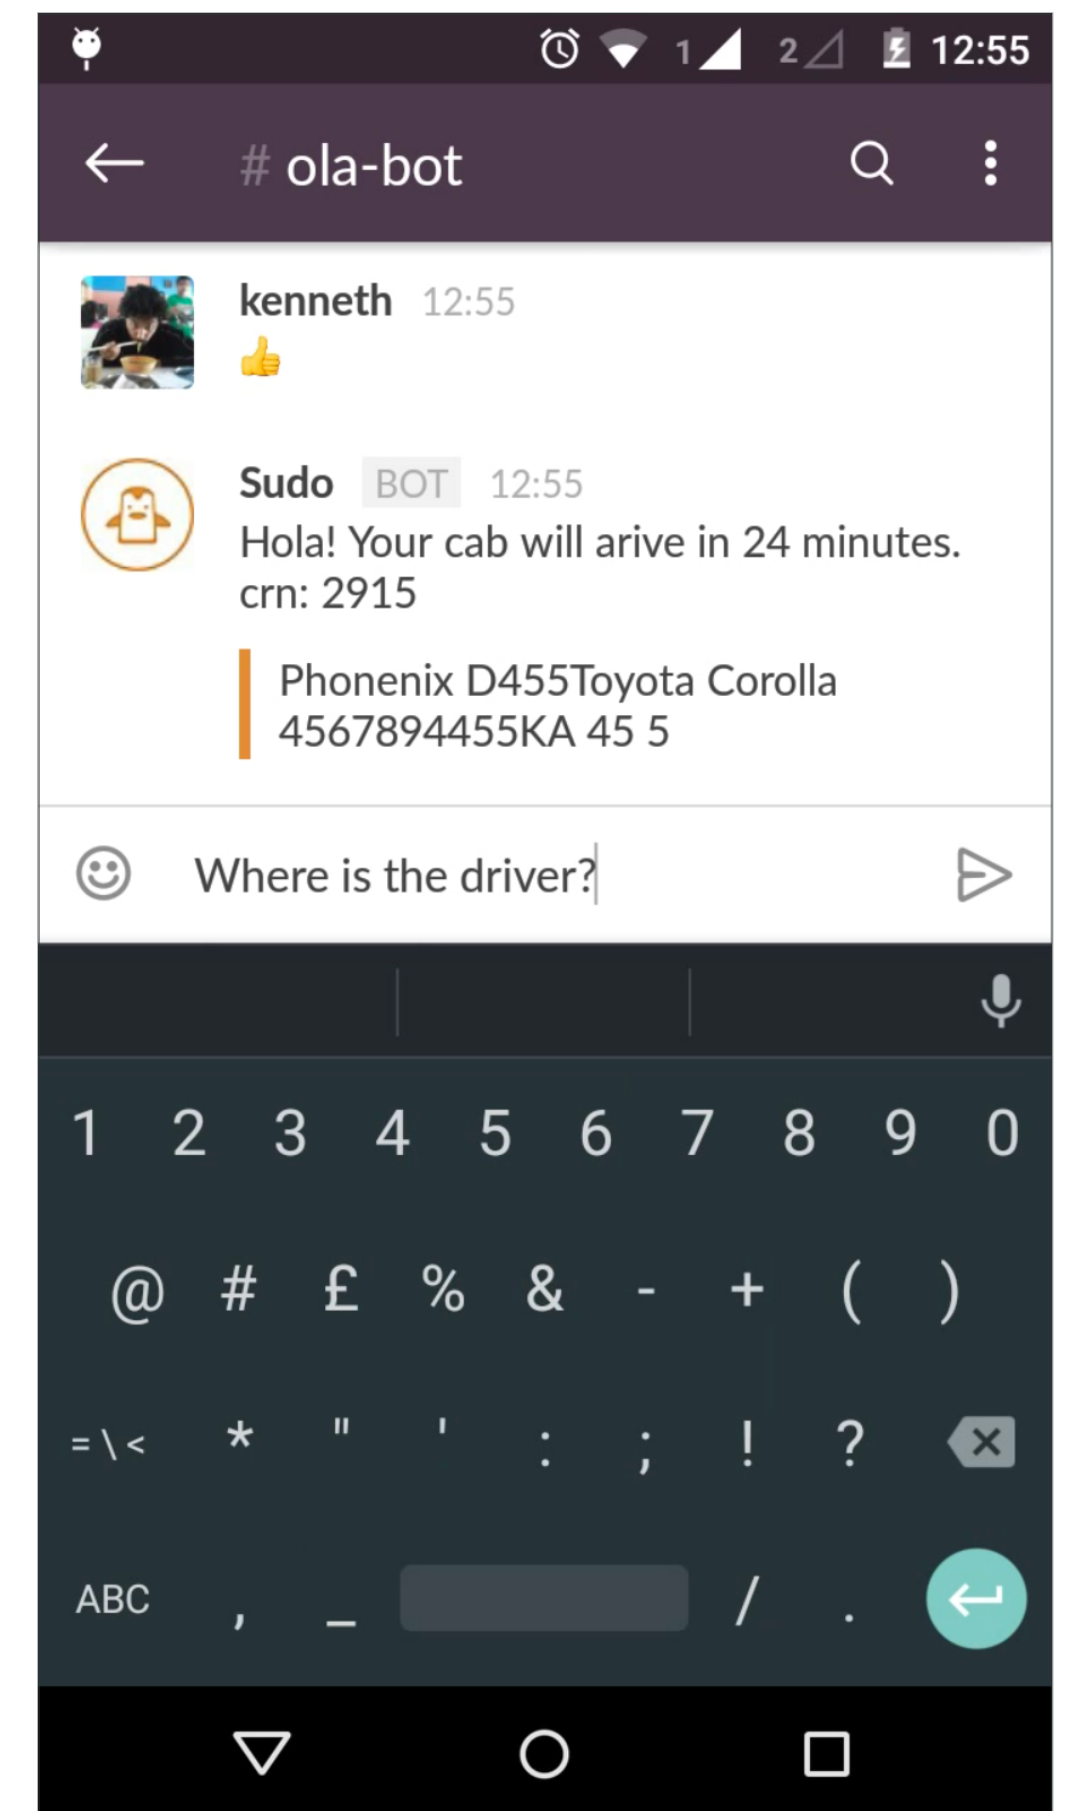 1 2 12:55
# ola-bot
kenneth 12:55
Sudo BOT 12:55
Hola! Your cab will arive in 24 minutes.
crn: 2915
Phonenix D455Toyota Corolla
4567894455KA 45 5
Where is the driver?
1 2 3 4 5 6 7 8 9 0
@ # £ % & - + ( )
= \ < * " ' : ; ! ?
ABC , _ / .